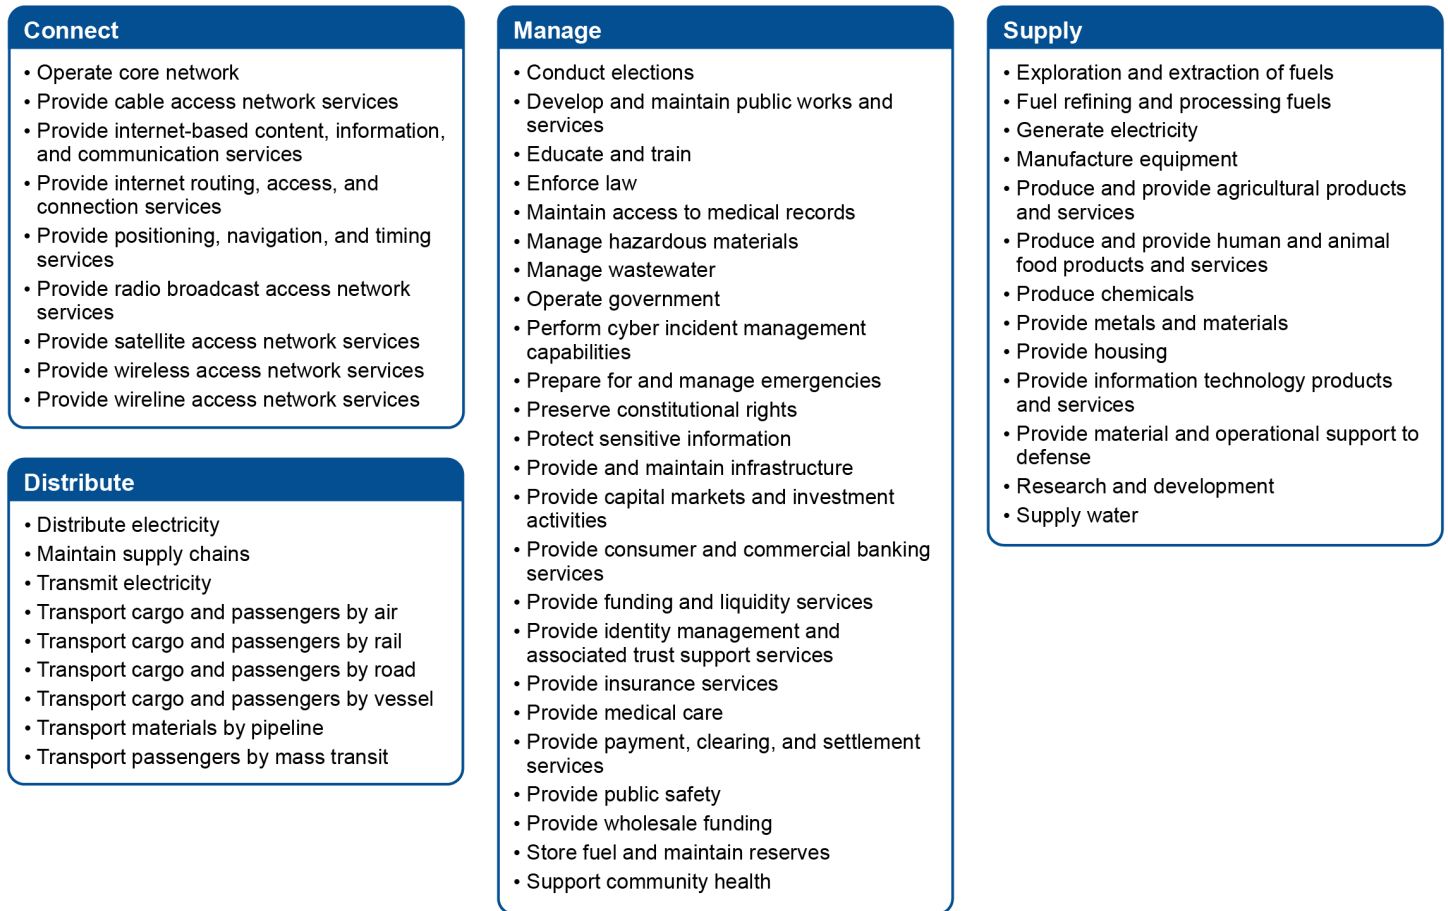 Connect
• Operate core network
• Provide cable access network services
• Provide internet-based content, information,
and communication services
• Provide internet routing, access, and
connection services
• Provide positioning, navigation, and timing
services
• Provide radio broadcast access network
services
• Provide satellite access network services
• Provide wireless access network services
• Provide wireline access network services
Distribute
• Distribute electricity
• Maintain supply chains
• Transmit electricity
• Transport cargo and passengers by air
• Transport cargo and passengers by rail
• Transport cargo and passengers by road
• Transport cargo and passengers by vessel
• Transport materials by pipeline
• Transport passengers by mass transit
Manage
• Conduct elections
• Develop and maintain public works and
services
• Educate and train
• Enforce law
• Maintain access to medical records
• Manage hazardous materials
• Manage wastewater
• Operate government
• Perform cyber incident management
capabilities
• Prepare for and manage emergencies
• Preserve constitutional rights
• Protect sensitive information
• Provide and maintain infrastructure
• Provide capital markets and investment
activities
• Provide consumer and commercial banking
services
• Provide funding and liquidity services
• Provide identity management and
associated trust support services
• Provide insurance services
• Provide medical care
• Provide payment, clearing, and settlement
services
• Provide public safety
• Provide wholesale funding
• Store fuel and maintain reserves
• Support community health
Supply
• Exploration and extraction of fuels
• Fuel refining and processing fuels
• Generate electricity
• Manufacture equipment
• Produce and provide agricultural products
and services
• Produce and provide human and animal
food products and services
• Produce chemicals
• Provide metals and materials
• Provide housing
• Provide information technology products
and services
• Provide material and operational support to
defense
• Research and development
• Supply water